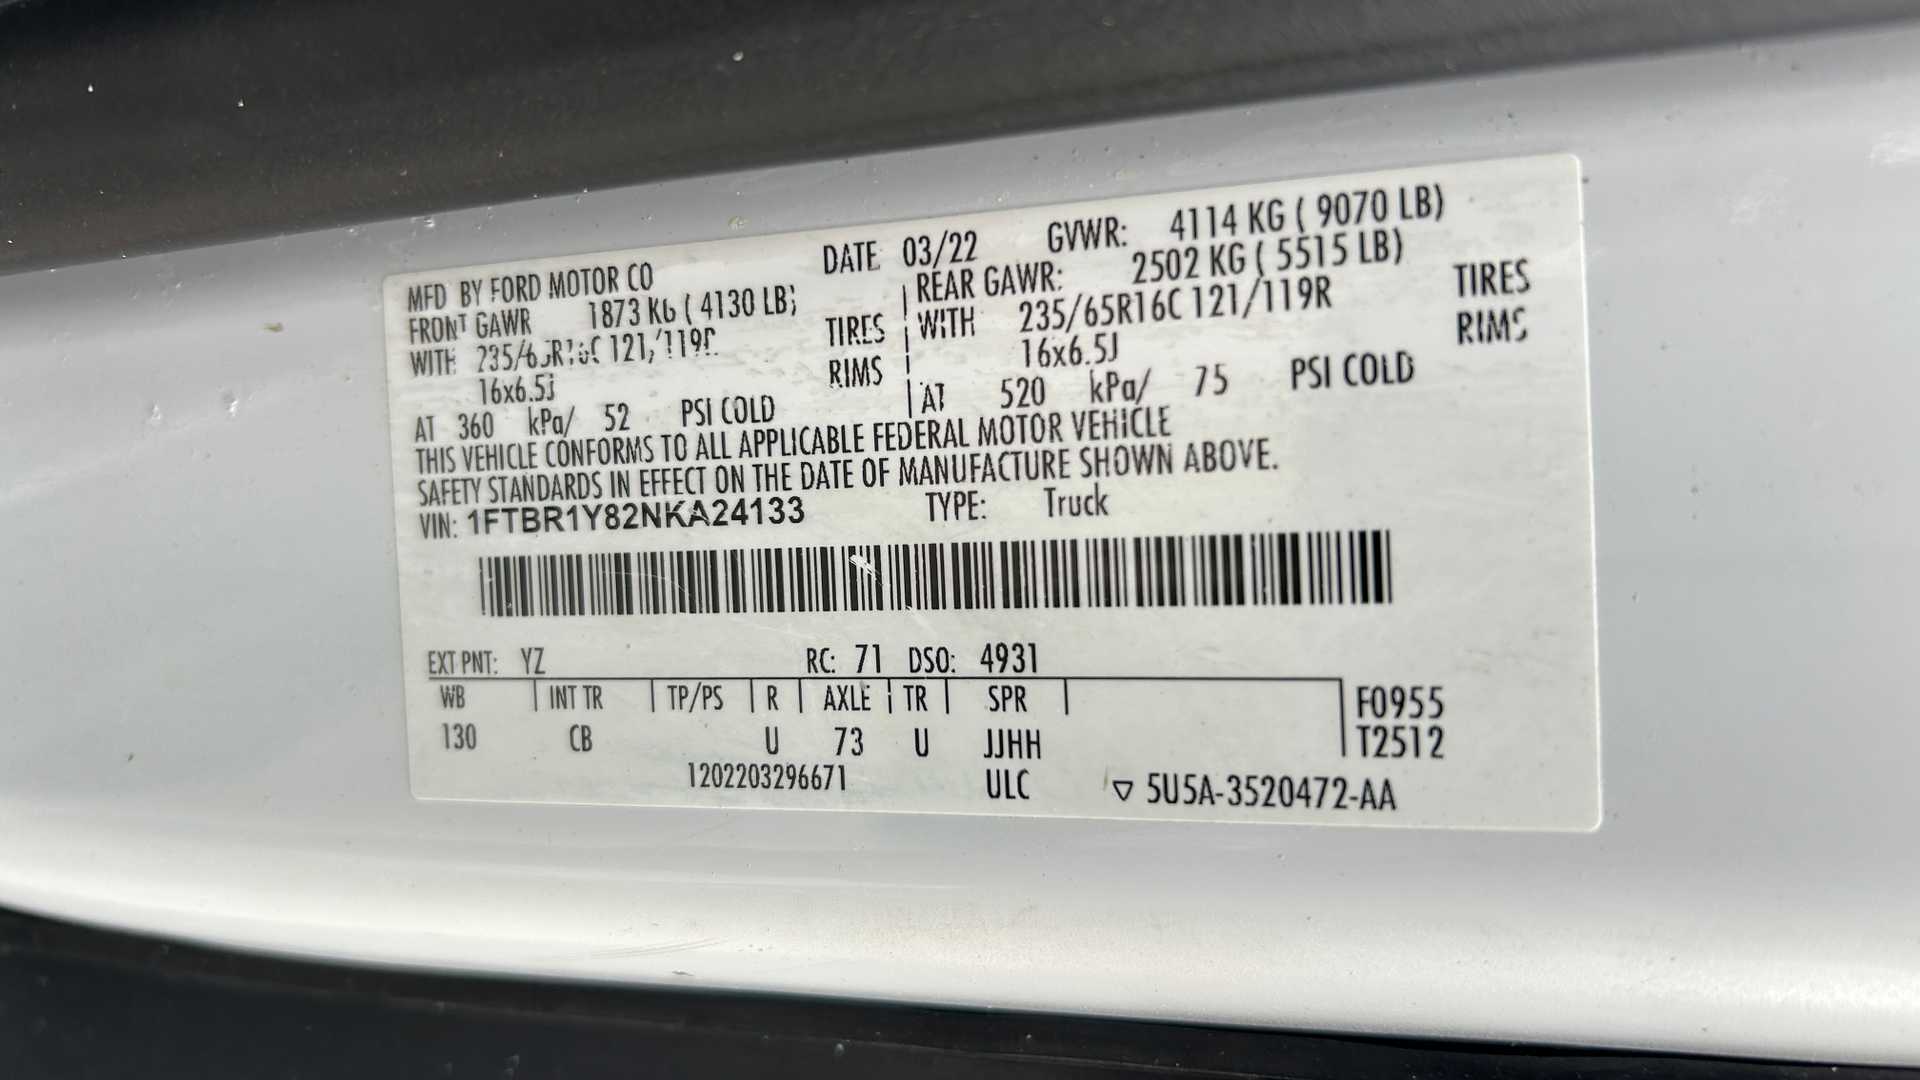 MFD BY FORD MOTOR CO DATE 03/22 GVWR: 4114 KG ( 9070 LB)
FRONT GAWR 1873 KG ( 4130 LB) REAR GAWR: 2502 KG ( 5515 LB)
WITH 235/65R16C 121/119R TIRES WITH 235/65R16C 121/119R TIRES
16x6.5J RIMS 16x6.5J RIMS
AT 360 kPa/ 52 PSI COLD AT 520 kPa/ 75 PSI COLD
THIS VEHICLE CONFORMS TO ALL APPLICABLE FEDERAL MOTOR VEHICLE
SAFETY STANDARDS IN EFFECT ON THE DATE OF MANUFACTURE SHOWN ABOVE.
VIN: 1FTBR1Y82NKA24133 TYPE: Truck
EXT PNT: YZ RC: 71 DSO: 4931
WB INT TR TP/PS R AXLE TR SPR F0955
130 CB U 73 U JJHH T2512
1202203296671 ULC ▽ 5U5A-3520472-AA